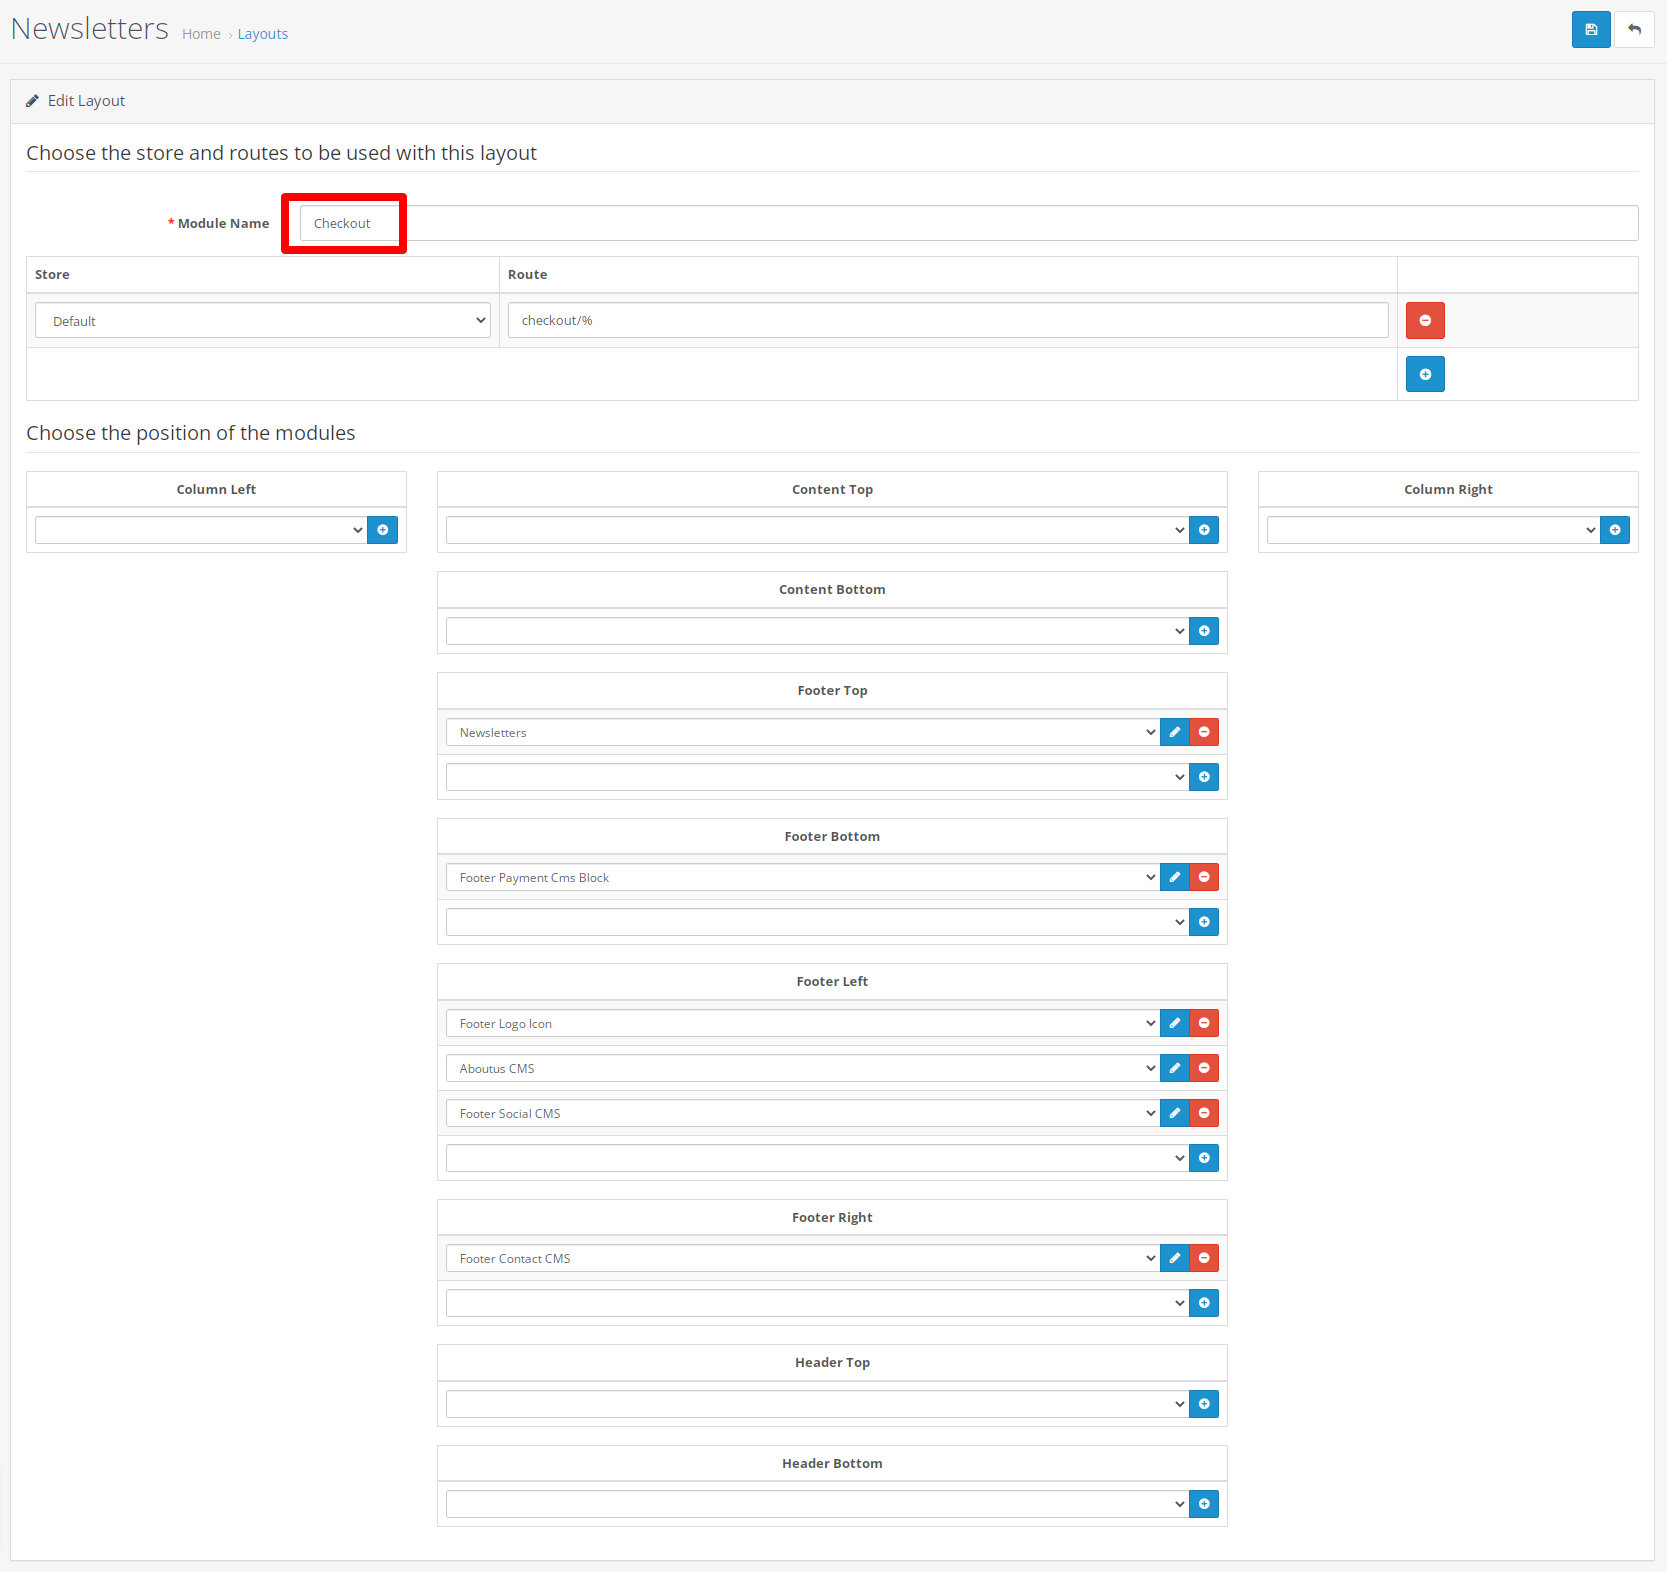 Newsletters Home › Layouts
Edit Layout
Choose the store and routes to be used with this layout
* Module Name Checkout
Store Route
Default checkout/%
Choose the position of the modules
Column Left Content Top Column Right
Content Bottom
Footer Top
Newsletters
Footer Bottom
Footer Payment Cms Block
Footer Left
Footer Logo Icon
Aboutus CMS
Footer Social CMS
Footer Right
Footer Contact CMS
Header Top
Header Bottom